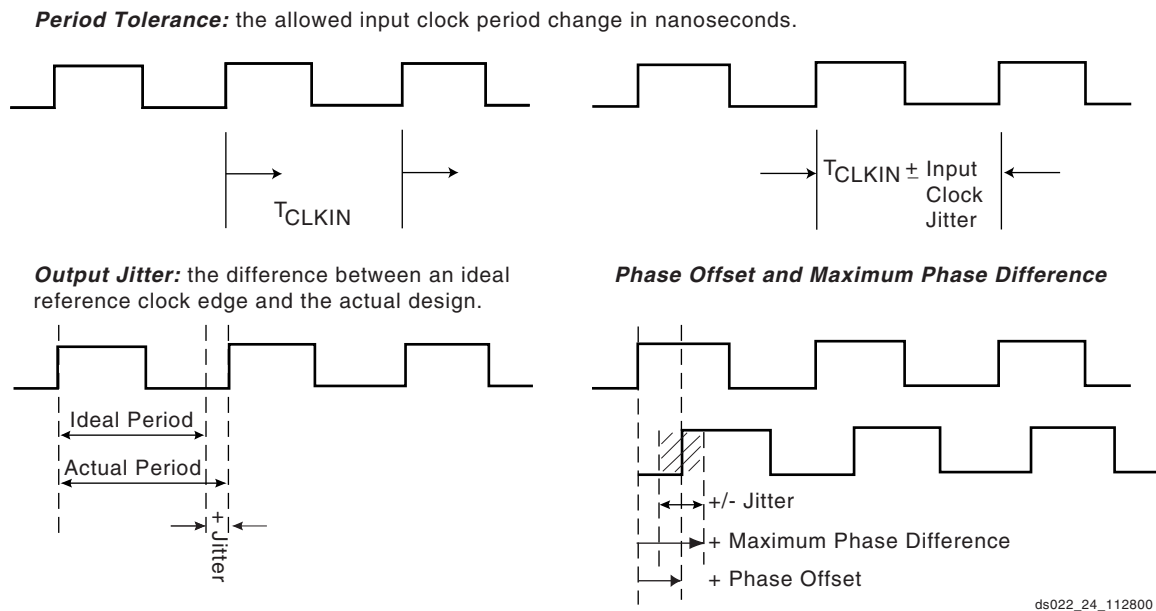 Period Tolerance: the allowed input clock period change in nanoseconds.
TCLKIN
TCLKIN ± Input
Clock
Jitter
Output Jitter: the difference between an ideal
reference clock edge and the actual design.
Ideal Period
Actual Period
+ Jitter
Phase Offset and Maximum Phase Difference
+/- Jitter
+ Maximum Phase Difference
+ Phase Offset
ds022_24_112800